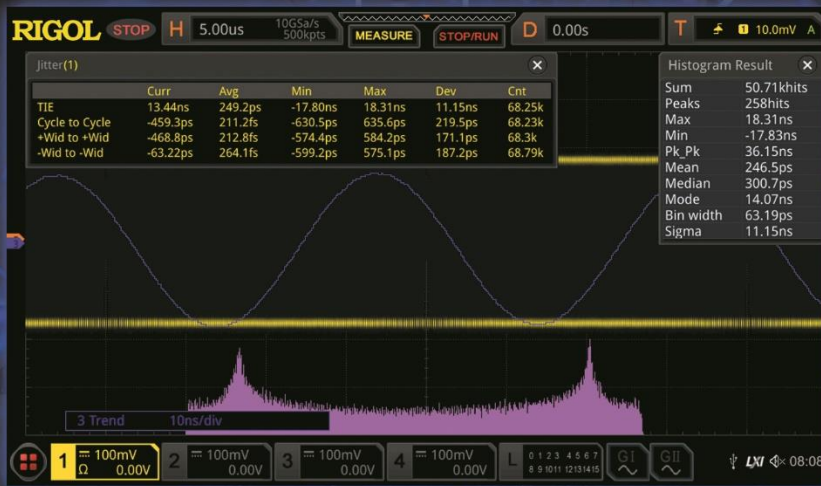 RIGOL STOP H 5.00us 10GSa/s 500kpts MEASURE STOP/RUN D 0.00s T 1 10.0mV A
Jitter(1)
Curr Avg Min Max Dev Cnt
TIE 13.44ns 249.2ps -17.80ns 18.31ns 11.15ns 68.25k
Cycle to Cycle -459.3ps 211.2fs -630.5ps 635.6ps 219.5ps 68.23k
+Wid to +Wid -468.8ps 212.8fs -574.4ps 584.2ps 171.1ps 68.3k
-Wid to -Wid -63.22ps 264.1fs -599.2ps 575.1ps 187.2ps 68.79k
Histogram Result
Sum 50.71khits
Peaks 258hits
Max 18.31ns
Min -17.83ns
Pk_Pk 36.15ns
Mean 246.5ps
Median 300.7ps
Mode 14.07ns
Bin width 63.19ps
Sigma 11.15ns
3
3 Trend 10ns/div
1 100mV Ω 0.00V
2 100mV 0.00V
3 100mV 0.00V
4 100mV 0.00V
L 0 1 2 3 4 5 6 7
8 9 10 11 12 13 14 15
GI GII
LXI 08:08